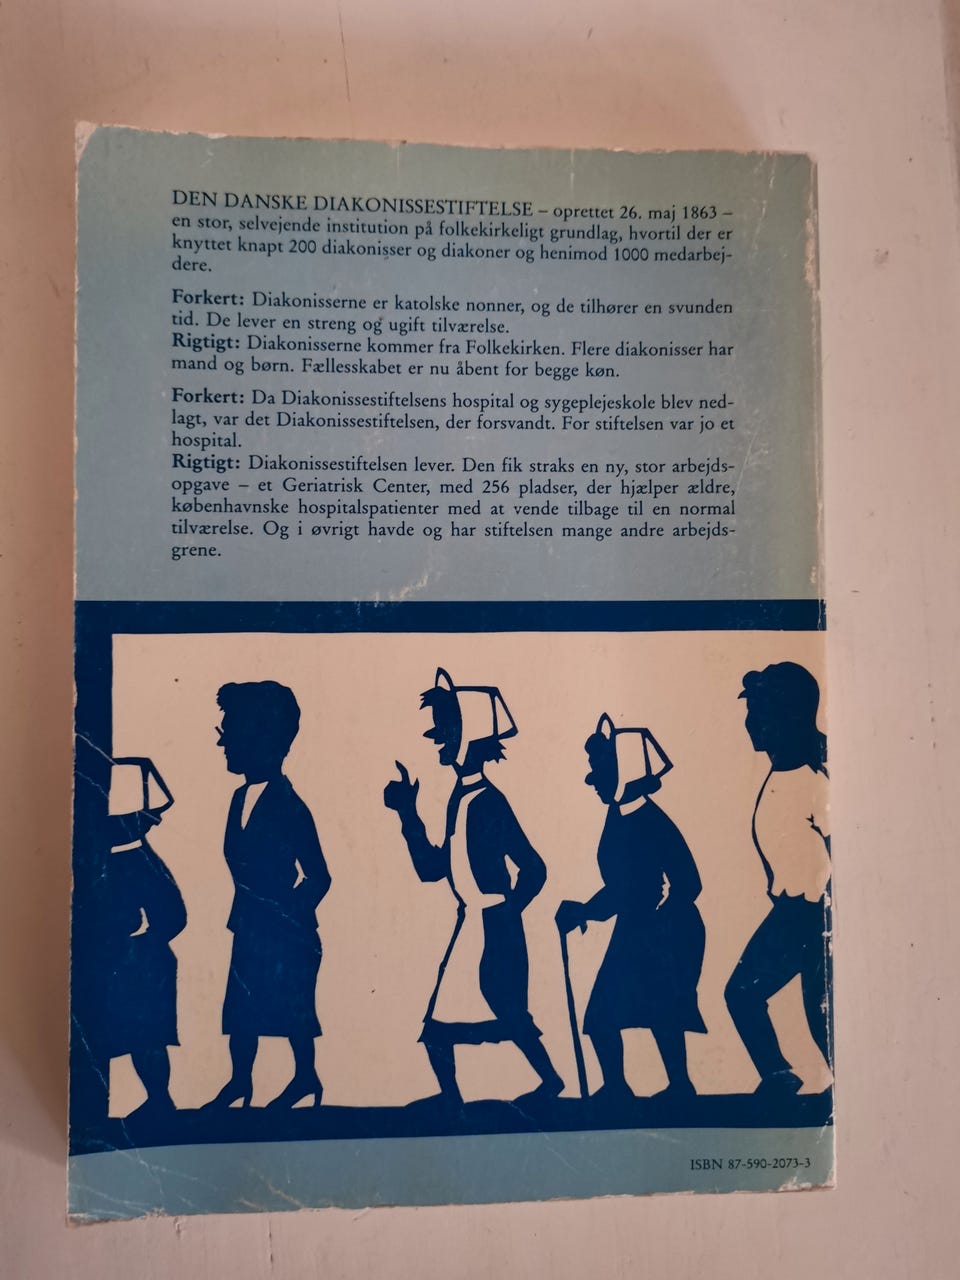 DEN DANSKE DIAKONISSESTIFTELSE – oprettet 26. maj 1863 –
en stor, selvejende institution på folkekirkeligt grundlag, hvortil der er
knyttet knapt 200 diakonisser og diakoner og henimod 1000 medarbej-
dere.
Forkert: Diakonisserne er katolske nonner, og de tilhører en svunden
tid. De lever en streng og ugift tilværelse.
Rigtigt: Diakonisserne kommer fra Folkekirken. Flere diakonisser har
mand og børn. Fællesskabet er nu åbent for begge køn.
Forkert: Da Diakonissestiftelsens hospital og sygeplejeskole blev ned-
lagt, var det Diakonissestiftelsen, der forsvandt. For stiftelsen var jo et
hospital.
Rigtigt: Diakonissestiftelsen lever. Den fik straks en ny, stor arbejds-
opgave – et Geriatrisk Center, med 256 pladser, der hjælper ældre,
københavnske hospitalspatienter med at vende tilbage til en normal
tilværelse. Og i øvrigt havde og har stiftelsen mange andre arbejds-
grene.
ISBN 87-590-2073-3